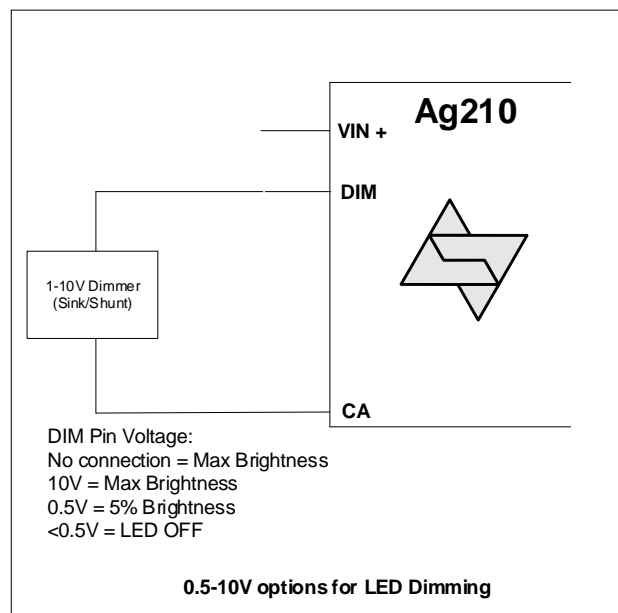 Ag210
VIN +
DIM
1-10V Dimmer
(Sink/Shunt)
CA
DIM Pin Voltage:
No connection = Max Brightness
10V = Max Brightness
0.5V = 5% Brightness
<0.5V = LED OFF
0.5-10V options for LED Dimming